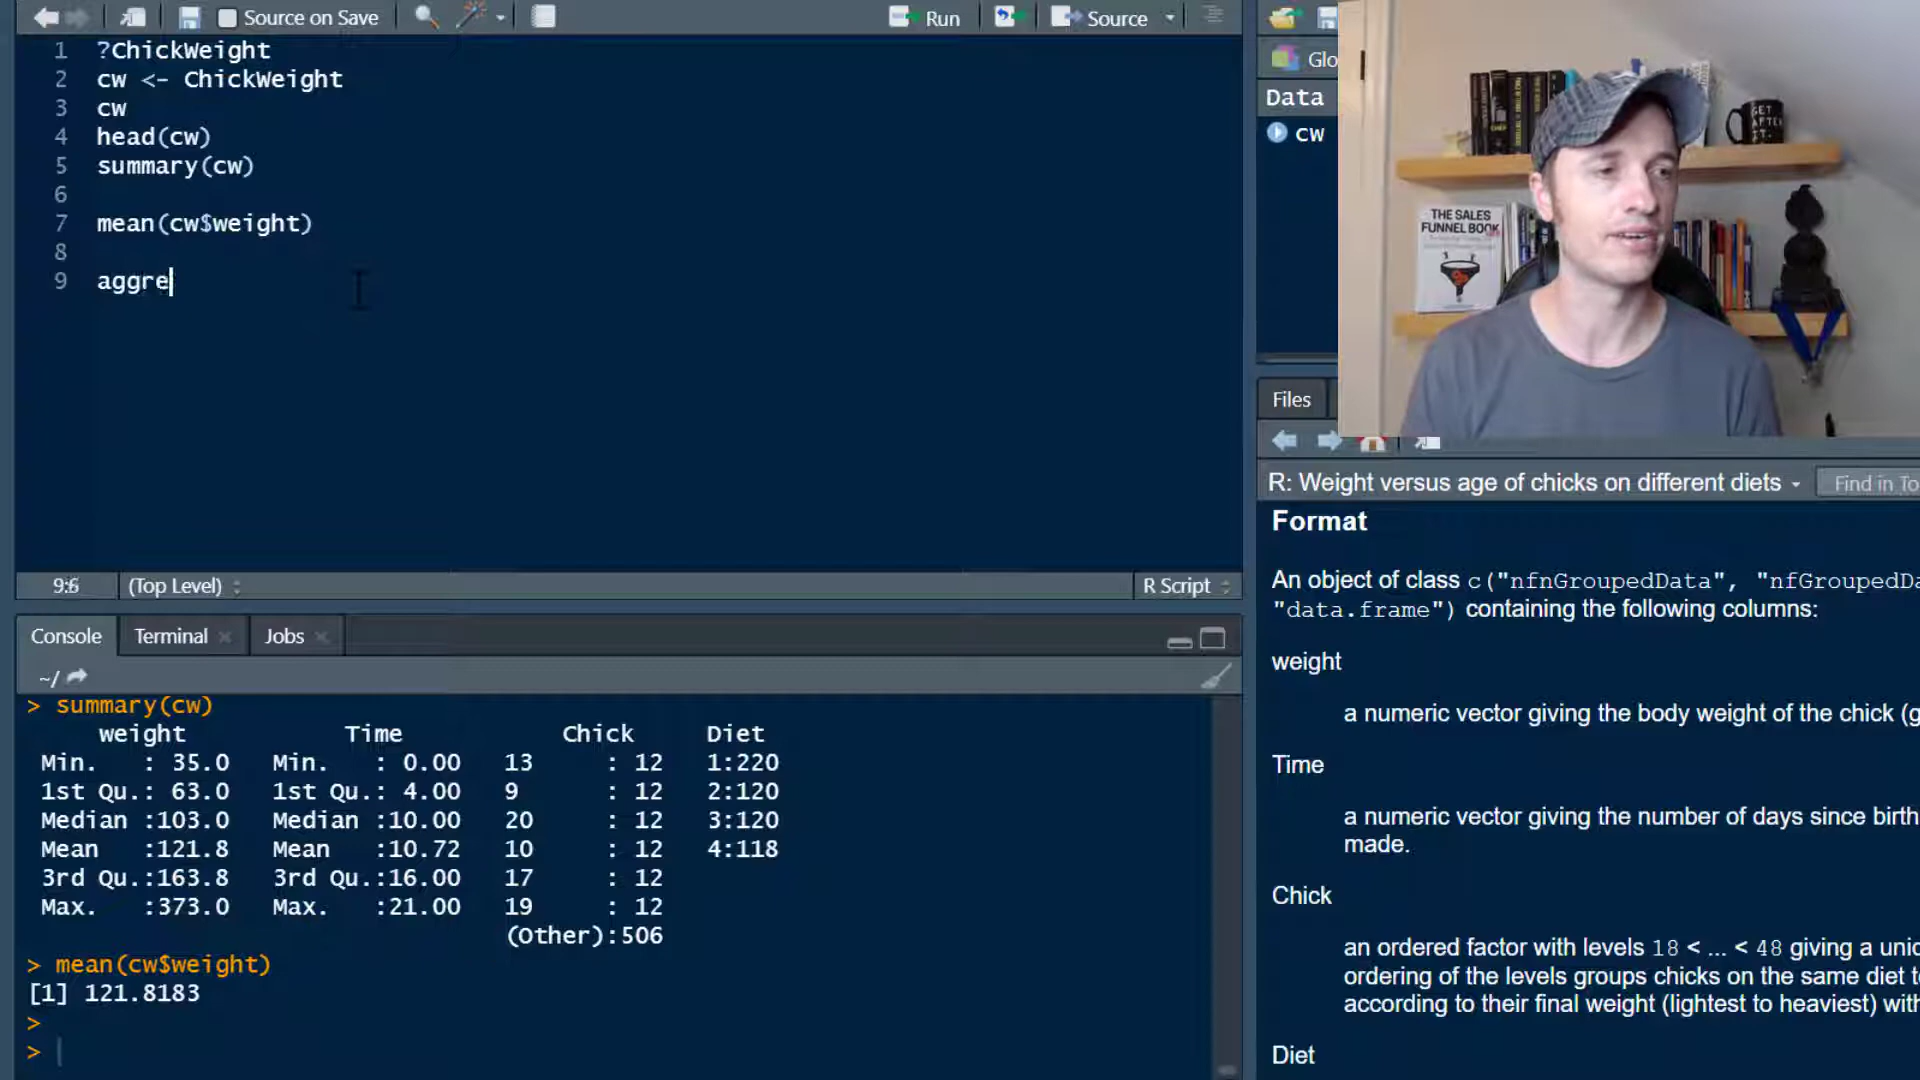 Source on Save
Run
Source
1 ?ChickWeight
2 cw <- ChickWeight
3 cw
4 head(cw)
5 summary(cw)
6
7 mean(cw$weight)
8
9 aggre
9:6 (Top Level) R Script
Console Terminal Jobs
~/
> summary(cw)
weight Time Chick Diet
Min. : 35.0 Min. : 0.00 13 : 12 1:220
1st Qu.: 63.0 1st Qu.: 4.00 9 : 12 2:120
Median :103.0 Median :10.00 20 : 12 3:120
Mean :121.8 Mean :10.72 10 : 12 4:118
3rd Qu.:163.8 3rd Qu.:16.00 17 : 12
Max. :373.0 Max. :21.00 19 : 12
(Other):506
> mean(cw$weight)
[1] 121.8183
>
>
Glo
Data
cw
GET
AFTER
IT.
THE SALES
FUNNEL BOOK
Files
R: Weight versus age of chicks on different diets Find in To
Format
An object of class c("nfnGroupedData", "nfGroupedDa
"data.frame") containing the following columns:
weight
a numeric vector giving the body weight of the chick (g
Time
a numeric vector giving the number of days since birth
made.
Chick
an ordered factor with levels 18 < ... < 48 giving a uniq
ordering of the levels groups chicks on the same diet t
according to their final weight (lightest to heaviest) with
Diet